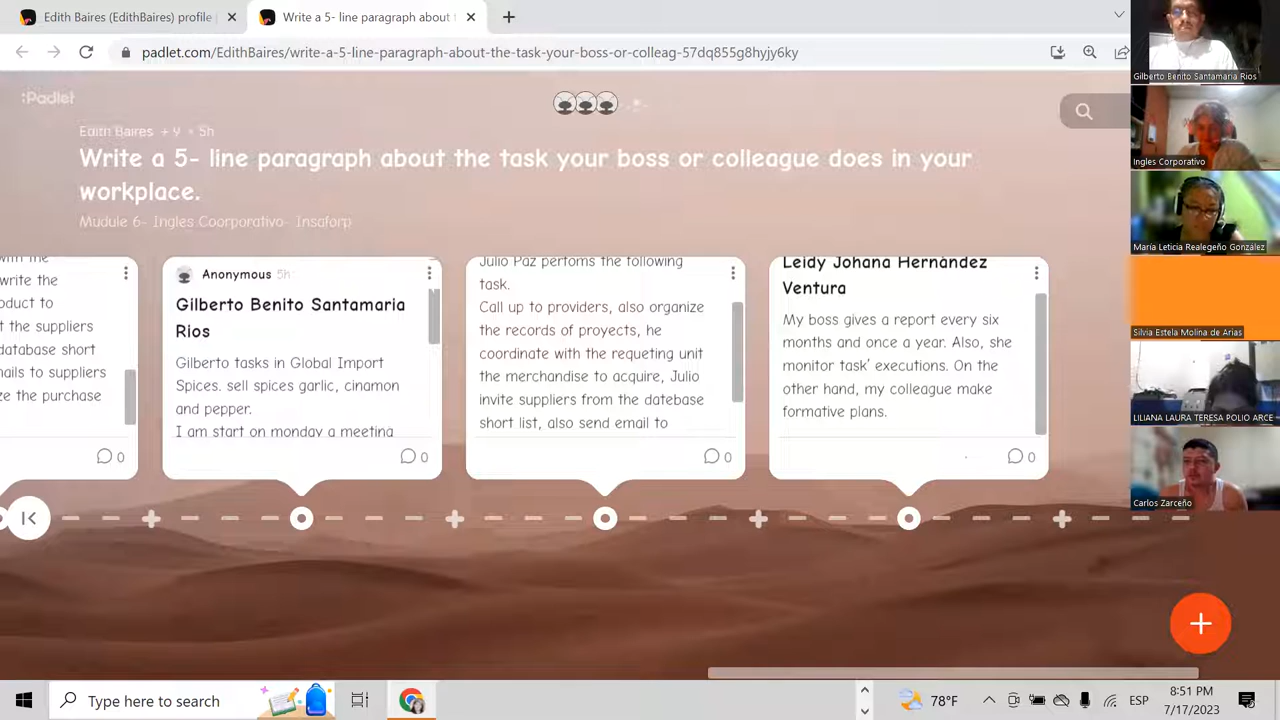 Edith Baires (EdithBaires) profile
Write a 5- line paragraph about
padlet.com/EdithBaires/write-a-5-line-paragraph-about-the-task-your-boss-or-colleag-57dq855g8hyjy6ky
:Padlet
Edith Baires + 9 • 5h
Write a 5- line paragraph about the task your boss or colleague does in your
workplace.
Mudule 6- Ingles Coorporativo- Insaforp
with the
write the
oduct to
t the suppliers
database short
nails to suppliers
ze the purchase
0
Anonymous 5h
Gilberto Benito Santamaria
Rios
Gilberto tasks in Global Import
Spices. sell spices garlic, cinamon
and pepper.
I am start on monday a meeting
0
Julio Paz perfoms the following
task.
Call up to providers, also organize
the records of proyects, he
coordinate with the requeting unit
the merchandise to acquire, Julio
invite suppliers from the datebase
short list, also send email to
0
Leidy Johana Hernández
Ventura
My boss gives a report every six
months and once a year. Also, she
monitor task' executions. On the
other hand, my colleague make
formative plans.
0
Gilberto Benito Santamaria Rios
Ingles Corporativo
María Leticia Realegeño González
Silvia Estela Molina de Arias
LILIANA LAURA TERESA POLIO ARCE
Carlos Zarceño
Type here to search
78°F
ESP
8:51 PM
7/17/2023